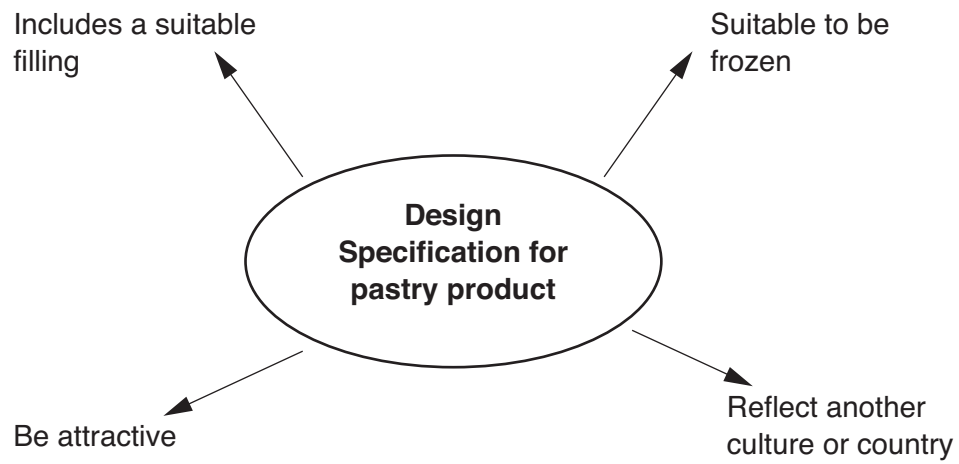 Includes a suitable
filling
Suitable to be
frozen
Design
Specification for
pastry product
Be attractive
Reflect another
culture or country